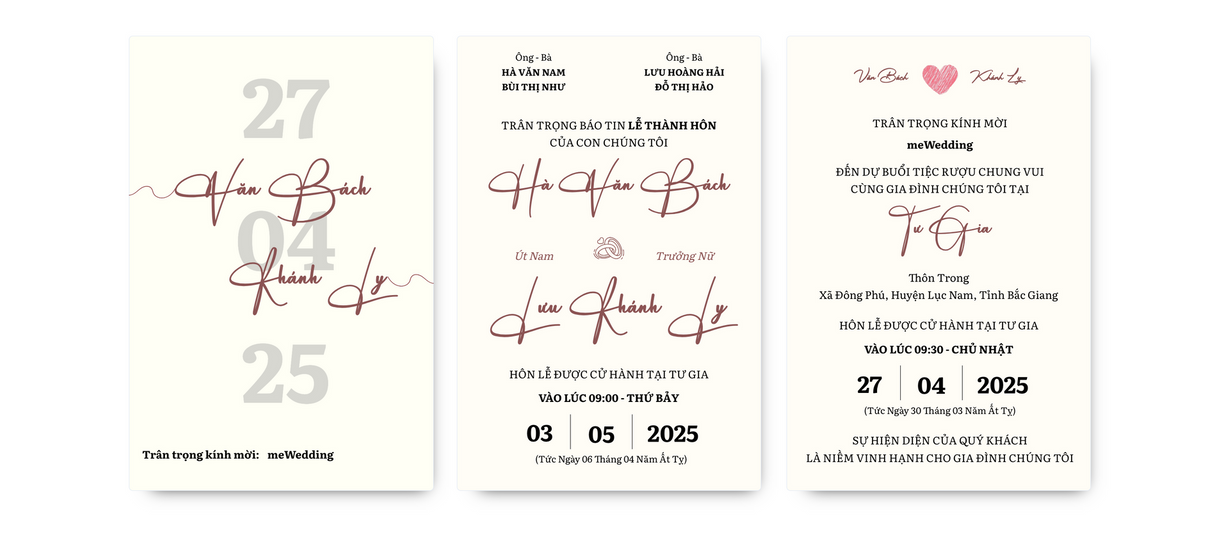 27
Văn Bách
04
Khánh Ly
25
Trân trọng kính mời: meWedding
Ông - Bà
HÀ VĂN NAM
BÙI THỊ NHƯ
Ông - Bà
LƯU HOÀNG HẢI
ĐỖ THỊ HẢO
TRÂN TRỌNG BÁO TIN LỄ THÀNH HÔN
CỦA CON CHÚNG TÔI
Hà Văn Bách
Út Nam
Trưởng Nữ
Lưu Khánh Ly
HÔN LỄ ĐƯỢC CỬ HÀNH TẠI TƯ GIA
VÀO LÚC 09:00 - THỨ BẢY
03 05 2025
(Tức Ngày 06 Tháng 04 Năm Ất Tỵ)
Văn Bách Khánh Ly
TRÂN TRỌNG KÍNH MỜI
meWedding
ĐẾN DỰ BUỔI TIỆC RƯỢU CHUNG VUI
CÙNG GIA ĐÌNH CHÚNG TÔI TẠI
Tư Gia
Thôn Trong
Xã Đông Phú, Huyện Lục Nam, Tỉnh Bắc Giang
HÔN LỄ ĐƯỢC CỬ HÀNH TẠI TƯ GIA
VÀO LÚC 09:30 - CHỦ NHẬT
27 04 2025
(Tức Ngày 30 Tháng 03 Năm Ất Tỵ)
SỰ HIỆN DIỆN CỦA QUÝ KHÁCH
LÀ NIỀM VINH HẠNH CHO GIA ĐÌNH CHÚNG TÔI